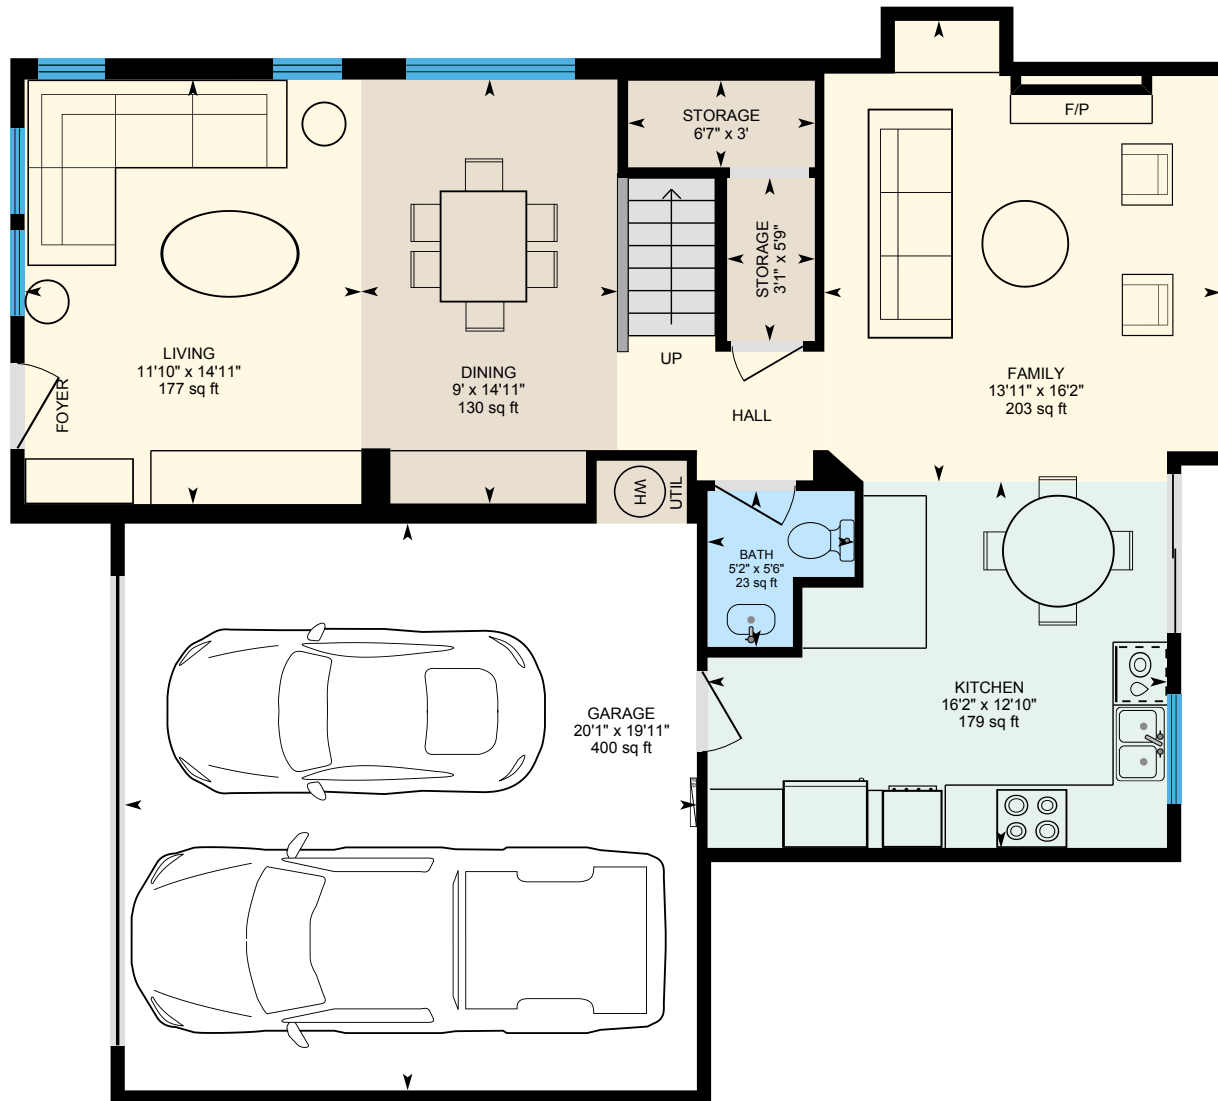 STORAGE
6'7" x 3'
F/P
STORAGE
3'1" x 5'9"
LIVING
11'10" x 14'11"
177 sq ft
FOYER
DINING
9' x 14'11"
130 sq ft
UP
HALL
FAMILY
13'11" x 16'2"
203 sq ft
WH
UTIL
BATH
5'2" x 5'6"
23 sq ft
KITCHEN
16'2" x 12'10"
179 sq ft
GARAGE
20'1" x 19'11"
400 sq ft